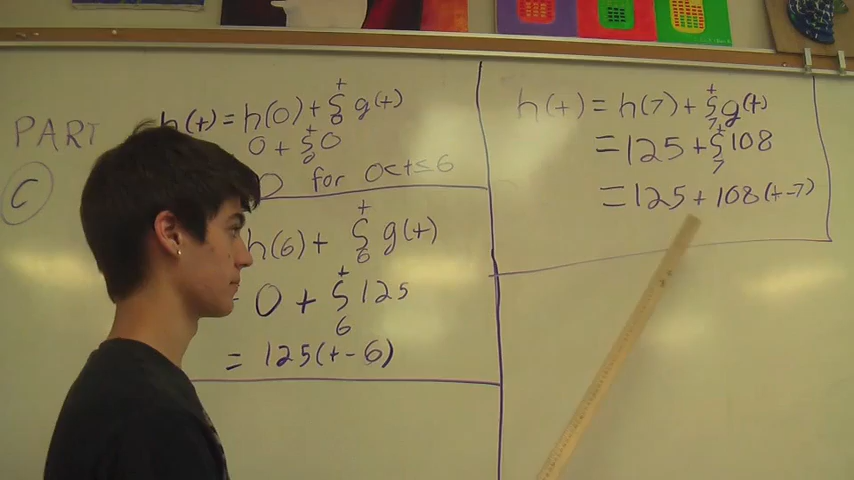 PART
C
h(t) = h(0) + ∫₀ᵗ g(t)
0 + ∫₀ᵗ 0
0 for 0<t≤6
h(6) + ∫₆ᵗ g(t)
= 0 + ∫₆ᵗ 125
= 125(t-6)
h(t) = h(7) + ∫₇ᵗ g(t)
= 125 + ∫₇ᵗ 108
= 125 + 108(t-7)